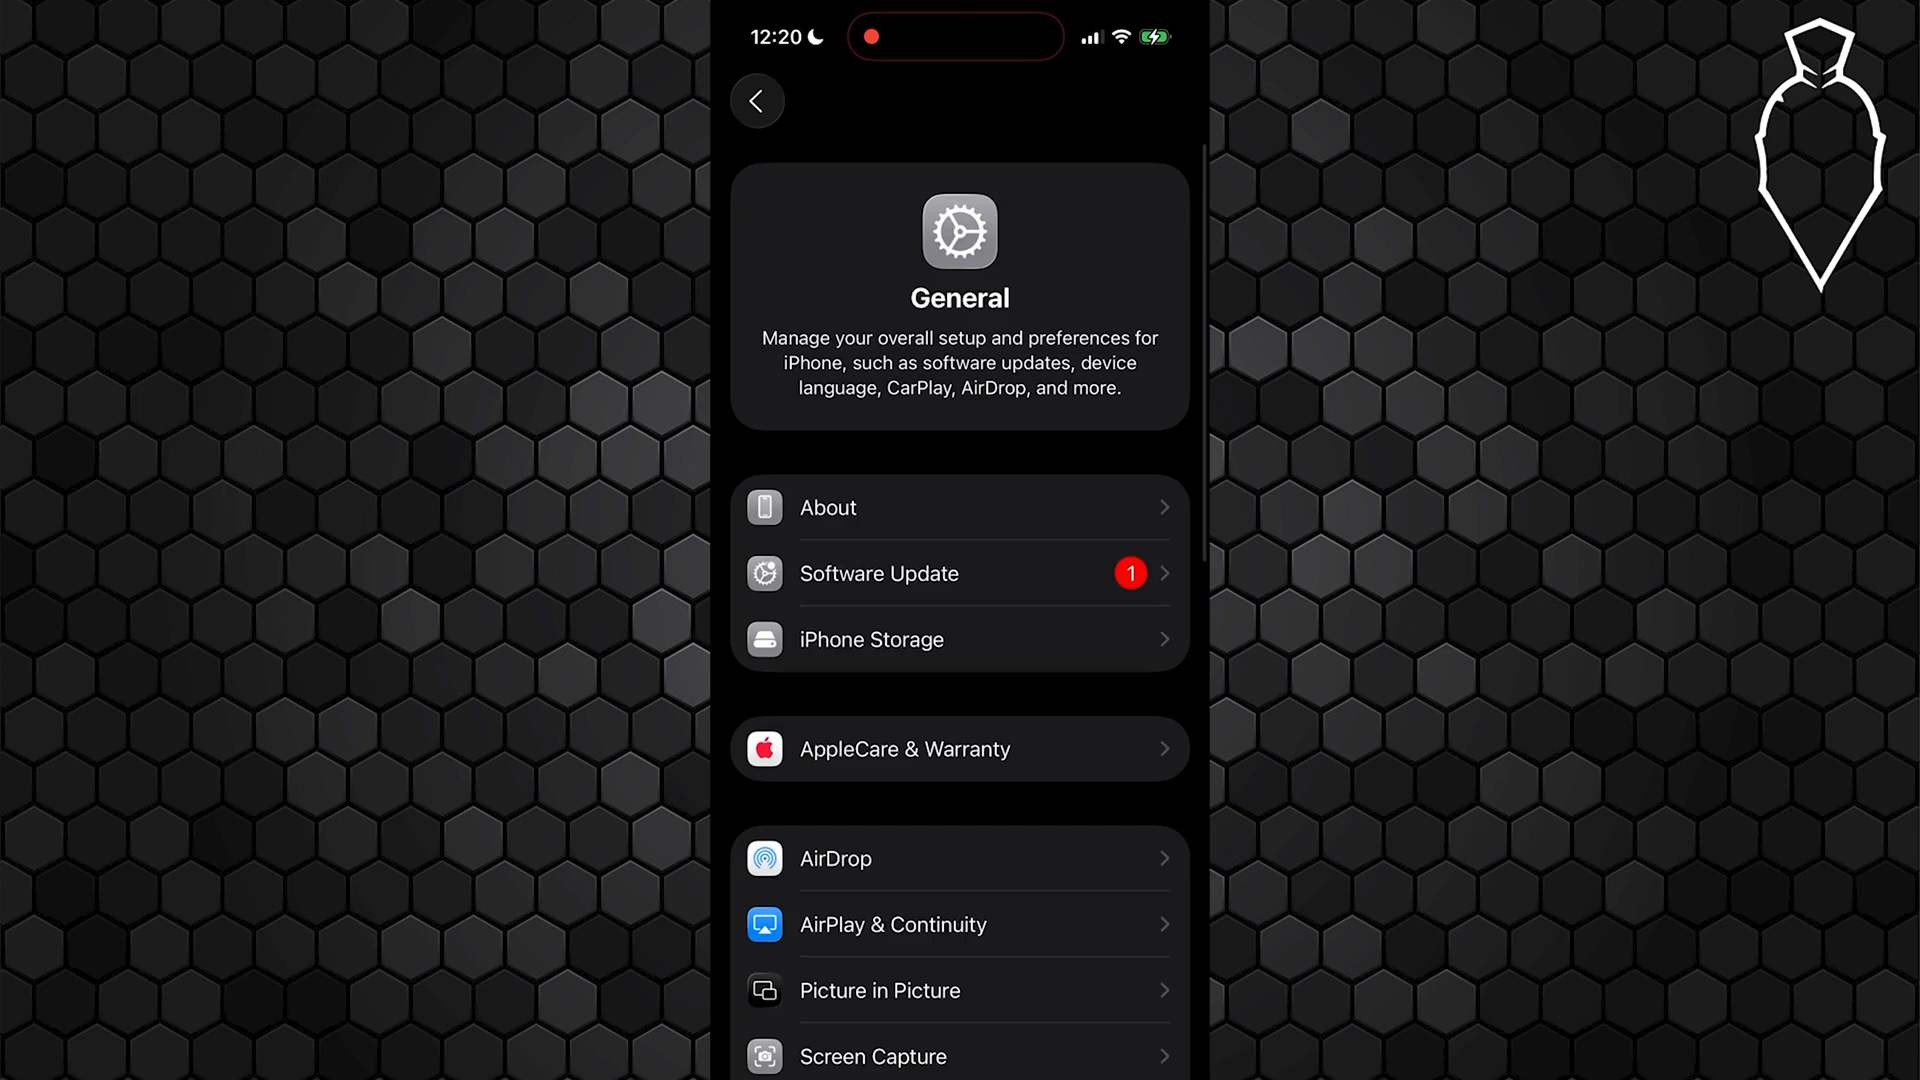 12:20
General
Manage your overall setup and preferences for
iPhone, such as software updates, device
language, CarPlay, AirDrop, and more.
About
Software Update 1
iPhone Storage
AppleCare & Warranty
AirDrop
AirPlay & Continuity
Picture in Picture
Screen Capture